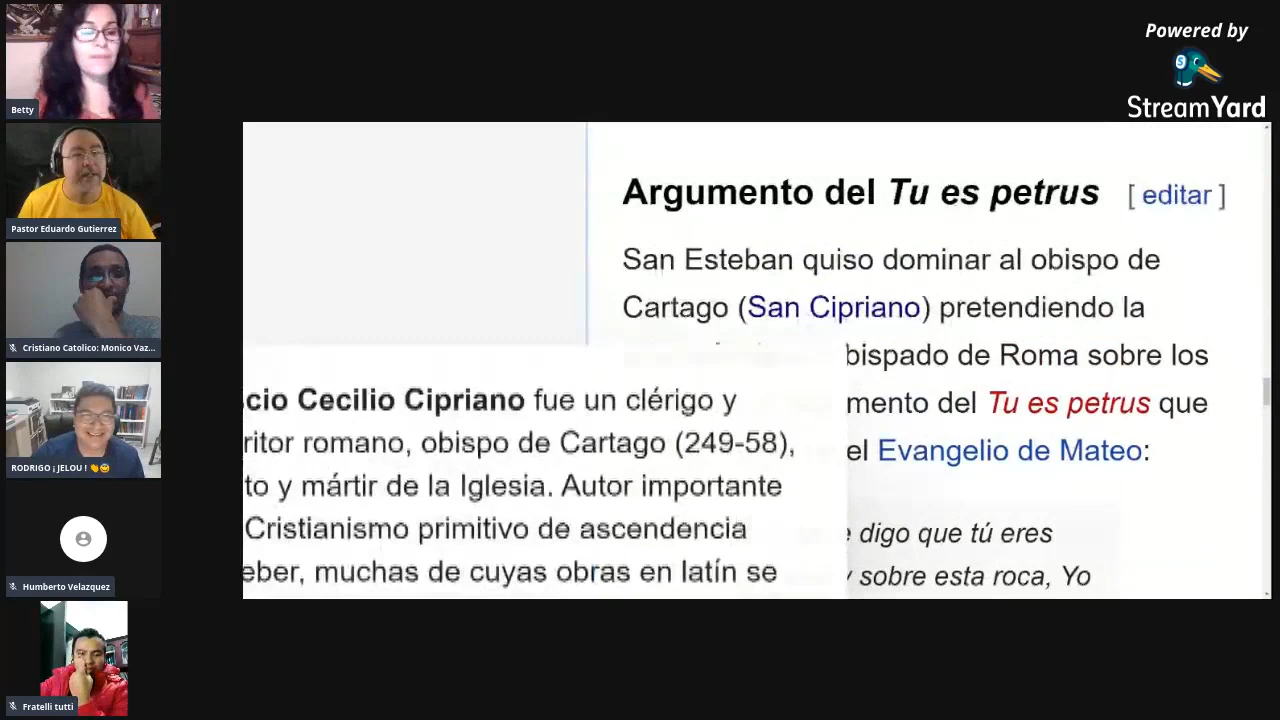 Powered by
StreamYard
Betty
Pastor Eduardo Gutierrez
Cristiano Catolico: Monico Vaz...
RODRIGO ¡ JELOU ! 👏😎
Humberto Velazquez
Fratelli tutti
Argumento del Tu es petrus [ editar ]
San Esteban quiso dominar al obispo de
Cartago (San Cipriano) pretendiendo la
bispado de Roma sobre los
mento del Tu es petrus que
el Evangelio de Mateo:
e digo que tú eres
y sobre esta roca, Yo
cio Cecilio Cipriano fue un clérigo y
ritor romano, obispo de Cartago (249-58),
to y mártir de la Iglesia. Autor importante
Cristianismo primitivo de ascendencia
eber, muchas de cuyas obras en latín se